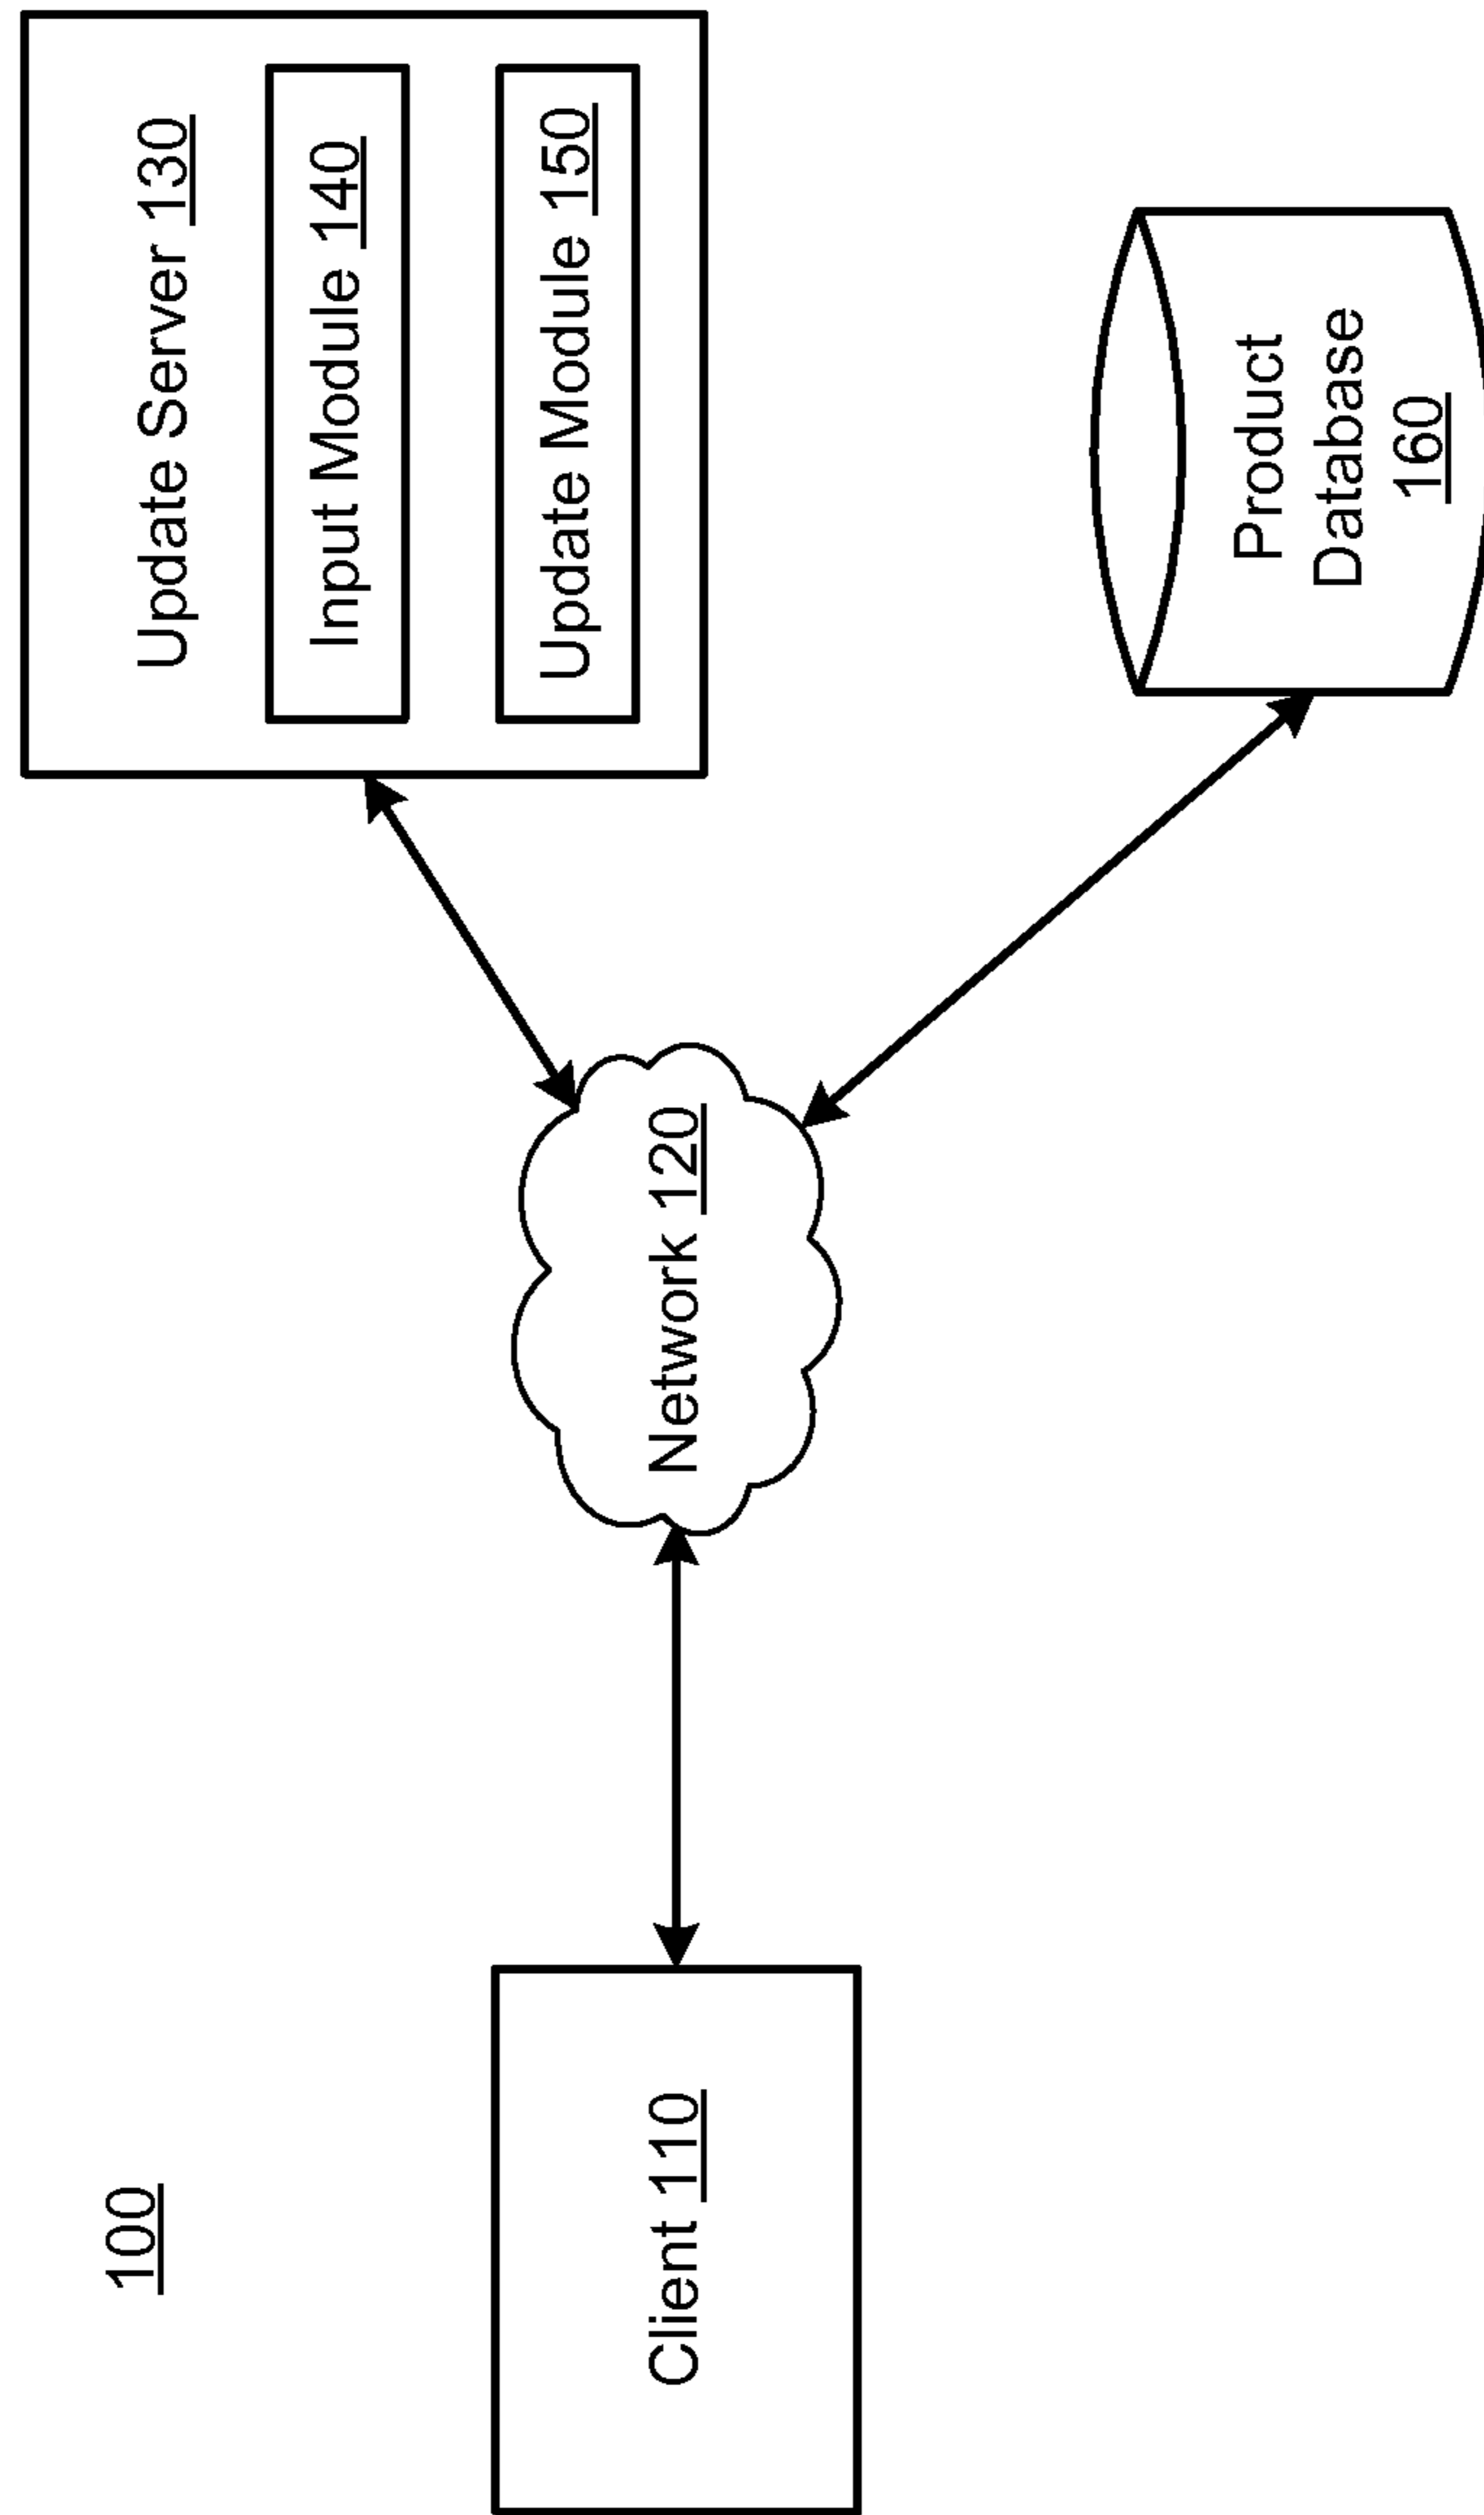 100
Update Server 130
Input Module 140
Update Module 150
Client 110
Network 120
Product
Database
160